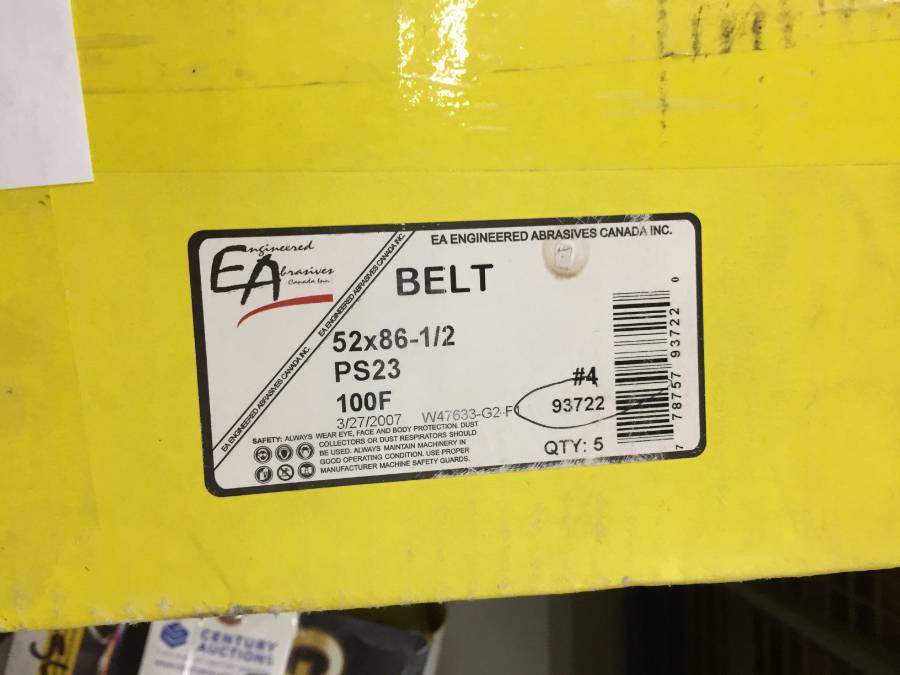 Engineered
Abrasives
Canada Inc.
EA ENGINEERED ABRASIVES CANADA INC.
EA ENGINEERED ABRASIVES CANADA INC.
EA ENGINEERED ABRASIVES CANADA INC.
BELT
52x86-1/2
PS23
100F
3/27/2007 W47633-G2-F1
#4
93722
QTY: 5
7 78757 93722 0
SAFETY: ALWAYS WEAR EYE, FACE AND BODY PROTECTION. DUST
COLLECTORS OR DUST RESPIRATORS SHOULD
BE USED. ALWAYS MAINTAIN MACHINERY IN
GOOD OPERATING CONDITION. USE PROPER
MANUFACTURER MACHINE SAFETY GUARDS.
CENTURY
AUCTIONS